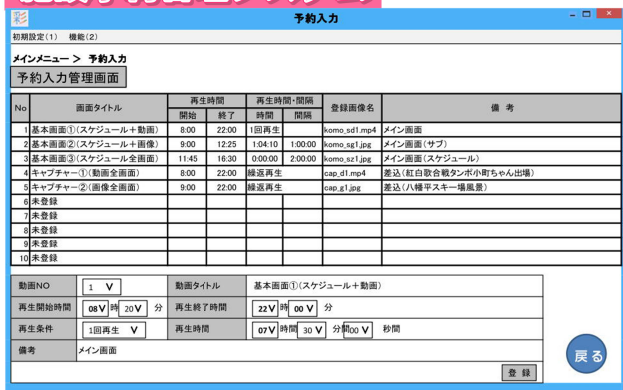 予約入力
初期設定(1) 機能(2)
メインメニュー > 予約入力
予約入力管理画面
No 画面タイトル 再生時間 再生時間・間隔 登録画像名 備 考
開始 終了 時間 間隔
1 基本画面①(スケジュール+動画) 8:00 22:00 1回再生 komo_sd1.mp4 メイン画面
2 基本画面②(スケジュール+画像) 9:00 12:25 1:04:10 1:00:00 komo_sg1.jpg メイン画面(サブ)
3 基本画面③(スケジュール全画面) 11:45 16:30 0:00:00 2:00:00 komo_sz1.jpg メイン画面(スケジュール)
4 キャプチャー①(動画全画面) 8:00 22:00 繰返再生 cap_d1.mp4 差込(紅白歌合戦タンポ小町ちゃん出場)
5 キャプチャー②(画像全画面) 9:00 22:00 繰返再生 cap_g1.jpg 差込(八幡平スキー場風景)
6 未登録
7 未登録
8 未登録
9 未登録
10 未登録
動画NO 1 V 動画タイトル 基本画面①(スケジュール+動画)
再生開始時間 08 V 時 20 V 分 再生終了時間 22 V 時 00 V 分
再生条件 1回再生 V 再生時間 07 V 時間 30 V 分間 00 V 秒間
備考 メイン画面
登 録
戻る